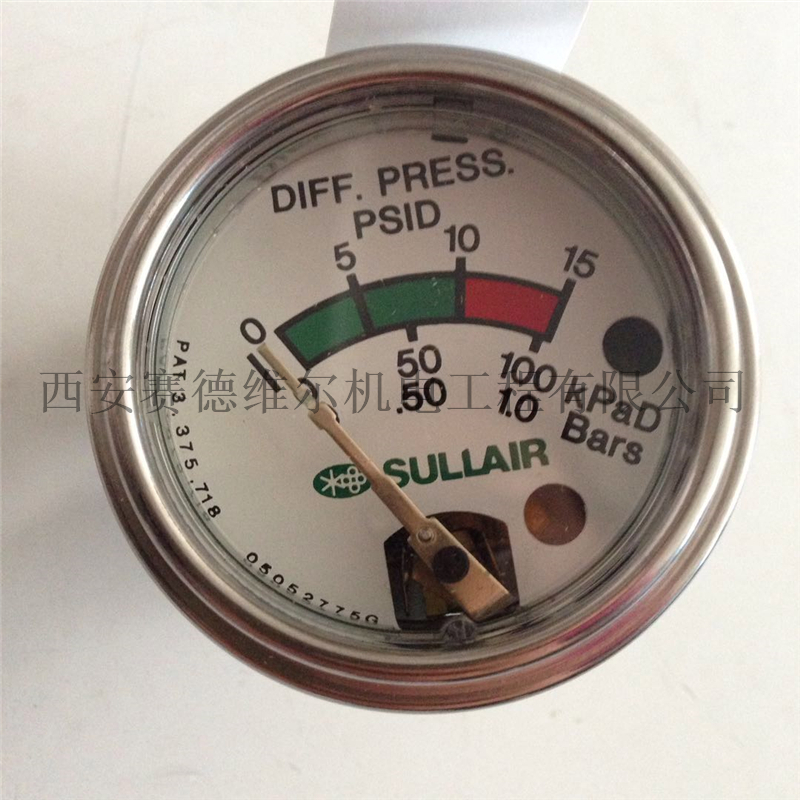 DIFF. PRESS.
PSID
0 5 10 15
50 100 KPaD
.50 1.0 Bars
SULLAIR
PAT 3,375,718
05052775G
西安赛德维尔机电工程有限公司